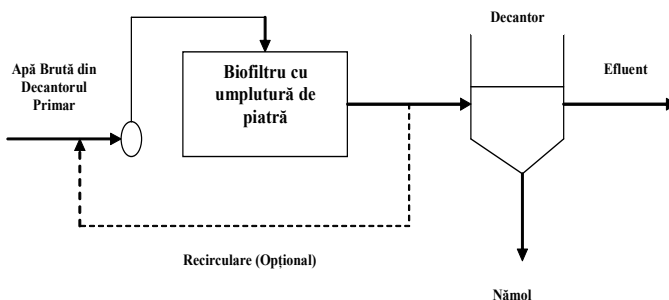 Decantor
Apă Brută din
Decantorul
Primar
Biofiltru cu
umplutură de
piatră
Efluent
Recirculare (Opțional)
Nămol